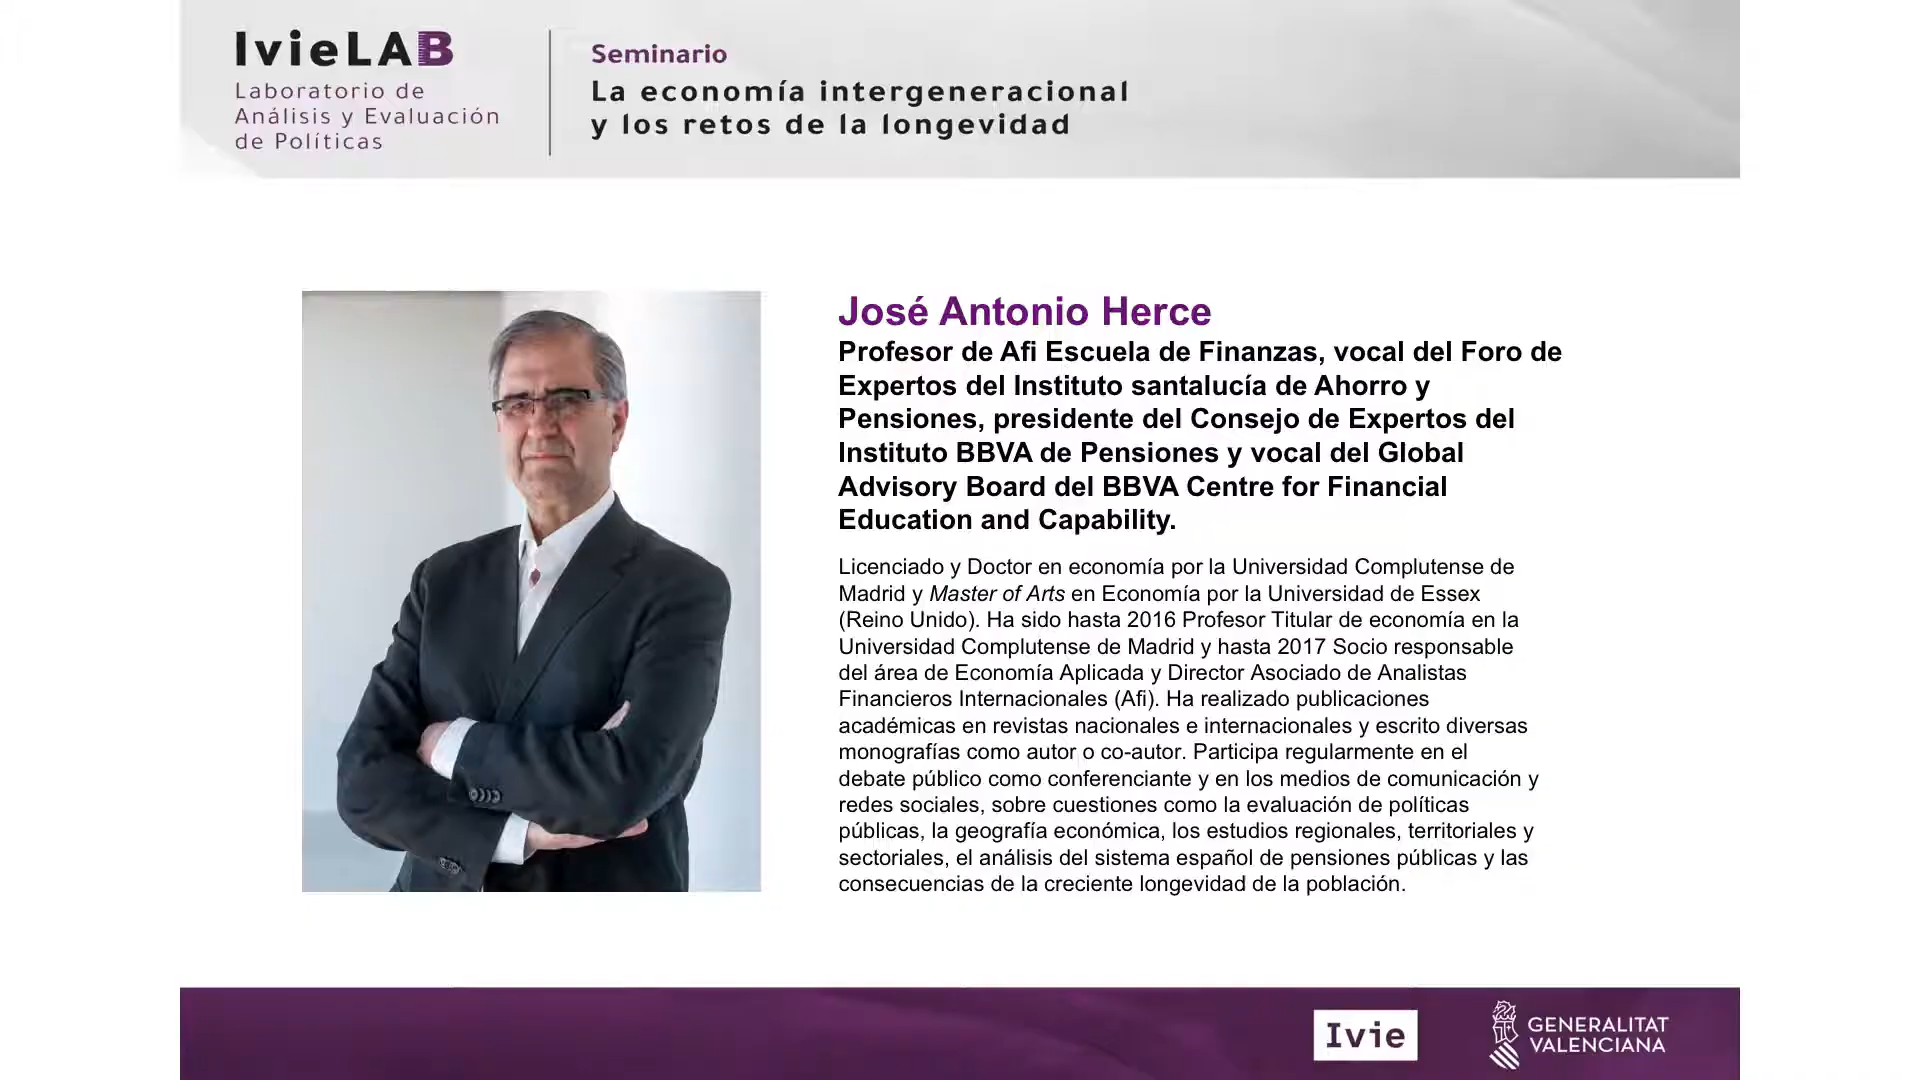 IvieLAB
Laboratorio de
Análisis y Evaluación
de Políticas
Seminario
La economía intergeneracional
y los retos de la longevidad
José Antonio Herce
Profesor de Afi Escuela de Finanzas, vocal del Foro de
Expertos del Instituto santalucía de Ahorro y
Pensiones, presidente del Consejo de Expertos del
Instituto BBVA de Pensiones y vocal del Global
Advisory Board del BBVA Centre for Financial
Education and Capability.
Licenciado y Doctor en economía por la Universidad Complutense de
Madrid y Master of Arts en Economía por la Universidad de Essex
(Reino Unido). Ha sido hasta 2016 Profesor Titular de economía en la
Universidad Complutense de Madrid y hasta 2017 Socio responsable
del área de Economía Aplicada y Director Asociado de Analistas
Financieros Internacionales (Afi). Ha realizado publicaciones
académicas en revistas nacionales e internacionales y escrito diversas
monografías como autor o co-autor. Participa regularmente en el
debate público como conferenciante y en los medios de comunicación y
redes sociales, sobre cuestiones como la evaluación de políticas
públicas, la geografía económica, los estudios regionales, territoriales y
sectoriales, el análisis del sistema español de pensiones públicas y las
consecuencias de la creciente longevidad de la población.
Ivie
GENERALITAT
VALENCIANA